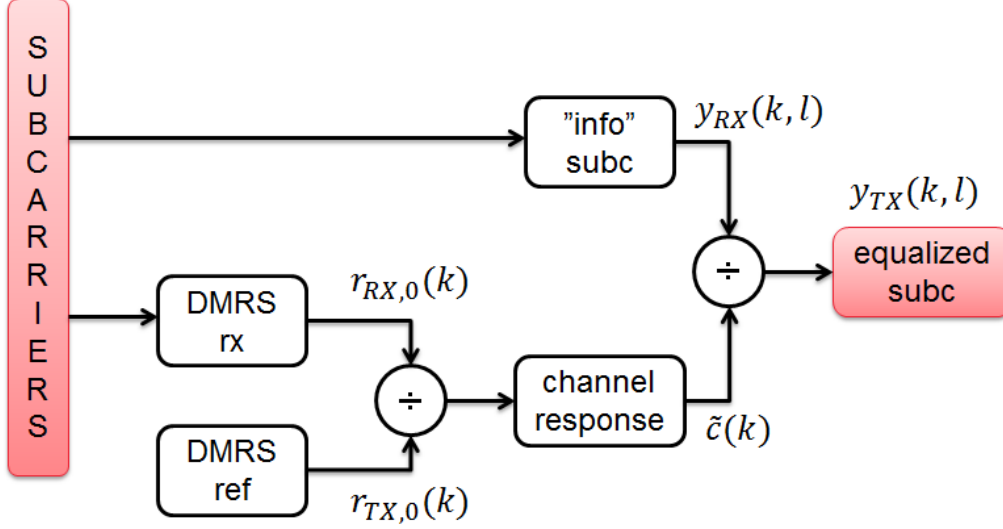 SUBCARRIERS
”info”
subc
y_{RX}(k, l)
y_{TX}(k, l)
÷
equalized
subc
DMRS
rx
r_{RX,0}(k)
÷
channel
response
c̃(k)
DMRS
ref
r_{TX,0}(k)